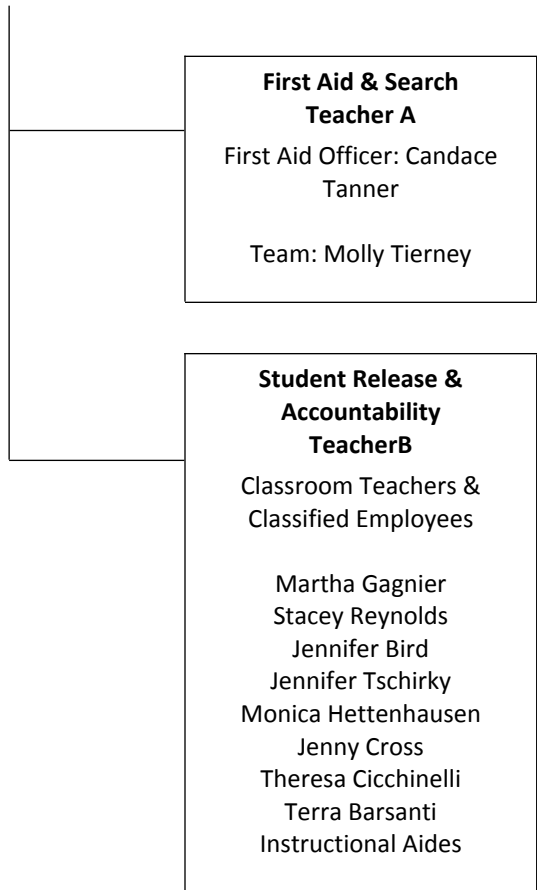 First Aid & Search
Teacher A
First Aid Officer: Candace
Tanner
Team: Molly Tierney
Student Release &
Accountability
TeacherB
Classroom Teachers &
Classified Employees
Martha Gagnier
Stacey Reynolds
Jennifer Bird
Jennifer Tschirky
Monica Hettenhausen
Jenny Cross
Theresa Cicchinelli
Terra Barsanti
Instructional Aides